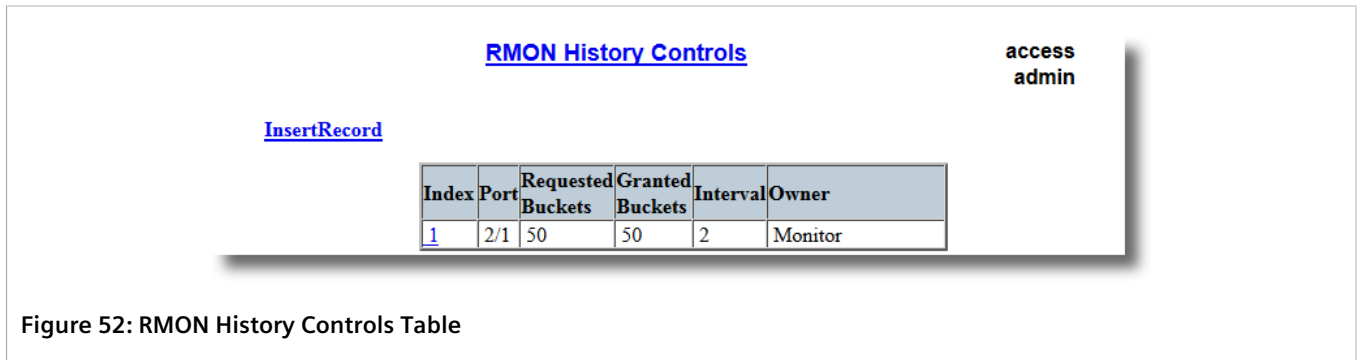 RMON History Controls
access
admin
InsertRecord
Index Port Requested Buckets Granted Buckets Interval Owner
1 2/1 50 50 2 Monitor
Figure 52: RMON History Controls Table